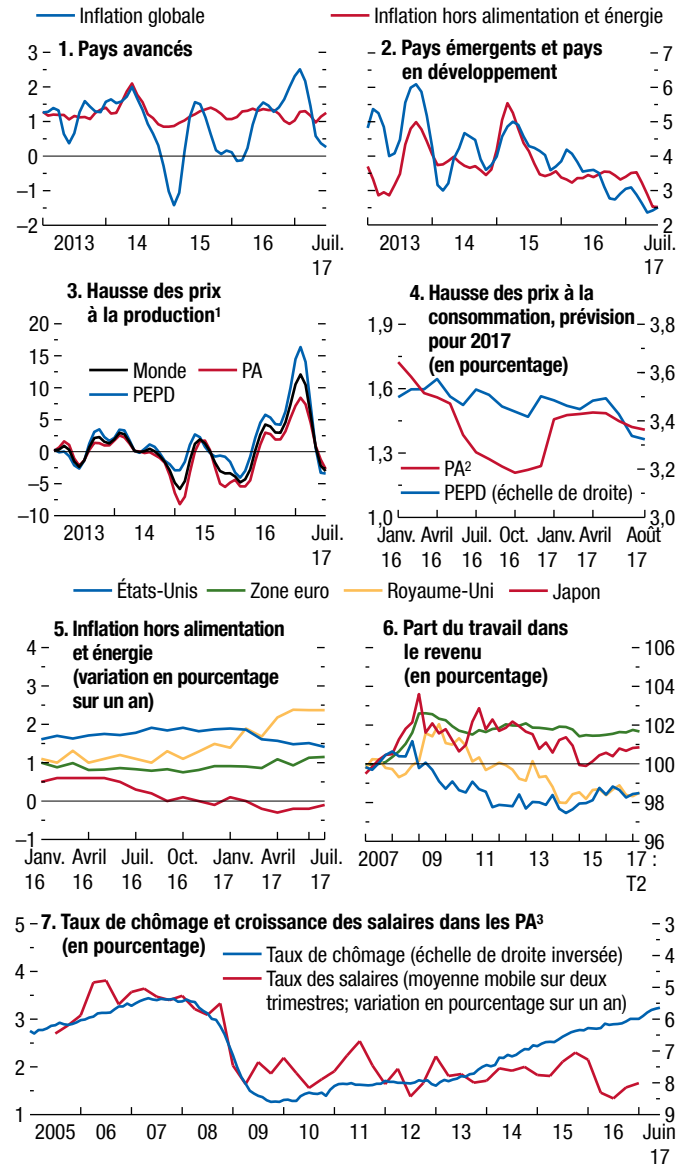 Inflation globale
Inflation hors alimentation et énergie
1. Pays avancés
3
2
1
0
–1
–2
2013 14 15 16 Juil.
17
2. Pays émergents et pays
en développement
7
6
5
4
3
2
2013 14 15 16 Juil.
17
3. Hausse des prix
à la production¹
20
15
10
5
0
–5
–10
Monde PA
PEPD
2013 14 15 16 Juil.
17
4. Hausse des prix à la
consommation, prévision
pour 2017
(en pourcentage)
1,9
1,6
1,3
1,0
3,8
3,6
3,4
3,2
3,0
PA²
PEPD (échelle de droite)
Janv. Avril Juil. Oct. Janv. Avril Août
16 16 16 16 17 17 17
États-Unis Zone euro Royaume-Uni Japon
5. Inflation hors alimentation
et énergie
(variation en pourcentage
sur un an)
4
3
2
1
0
–1
Janv. Avril Juil. Oct. Janv. Avril Juil.
16 16 16 16 17 17 17
6. Part du travail dans
le revenu
(en pourcentage)
106
104
102
100
98
96
2007 09 11 13 15 17 :
T2
7. Taux de chômage et croissance des salaires dans les PA³
(en pourcentage)
Taux de chômage (échelle de droite inversée)
Taux des salaires (moyenne mobile sur deux
trimestres; variation en pourcentage sur un an)
5
4
3
2
1
3
4
5
6
7
8
9
2005 06 07 08 09 10 11 12 13 14 15 16 Juin
17